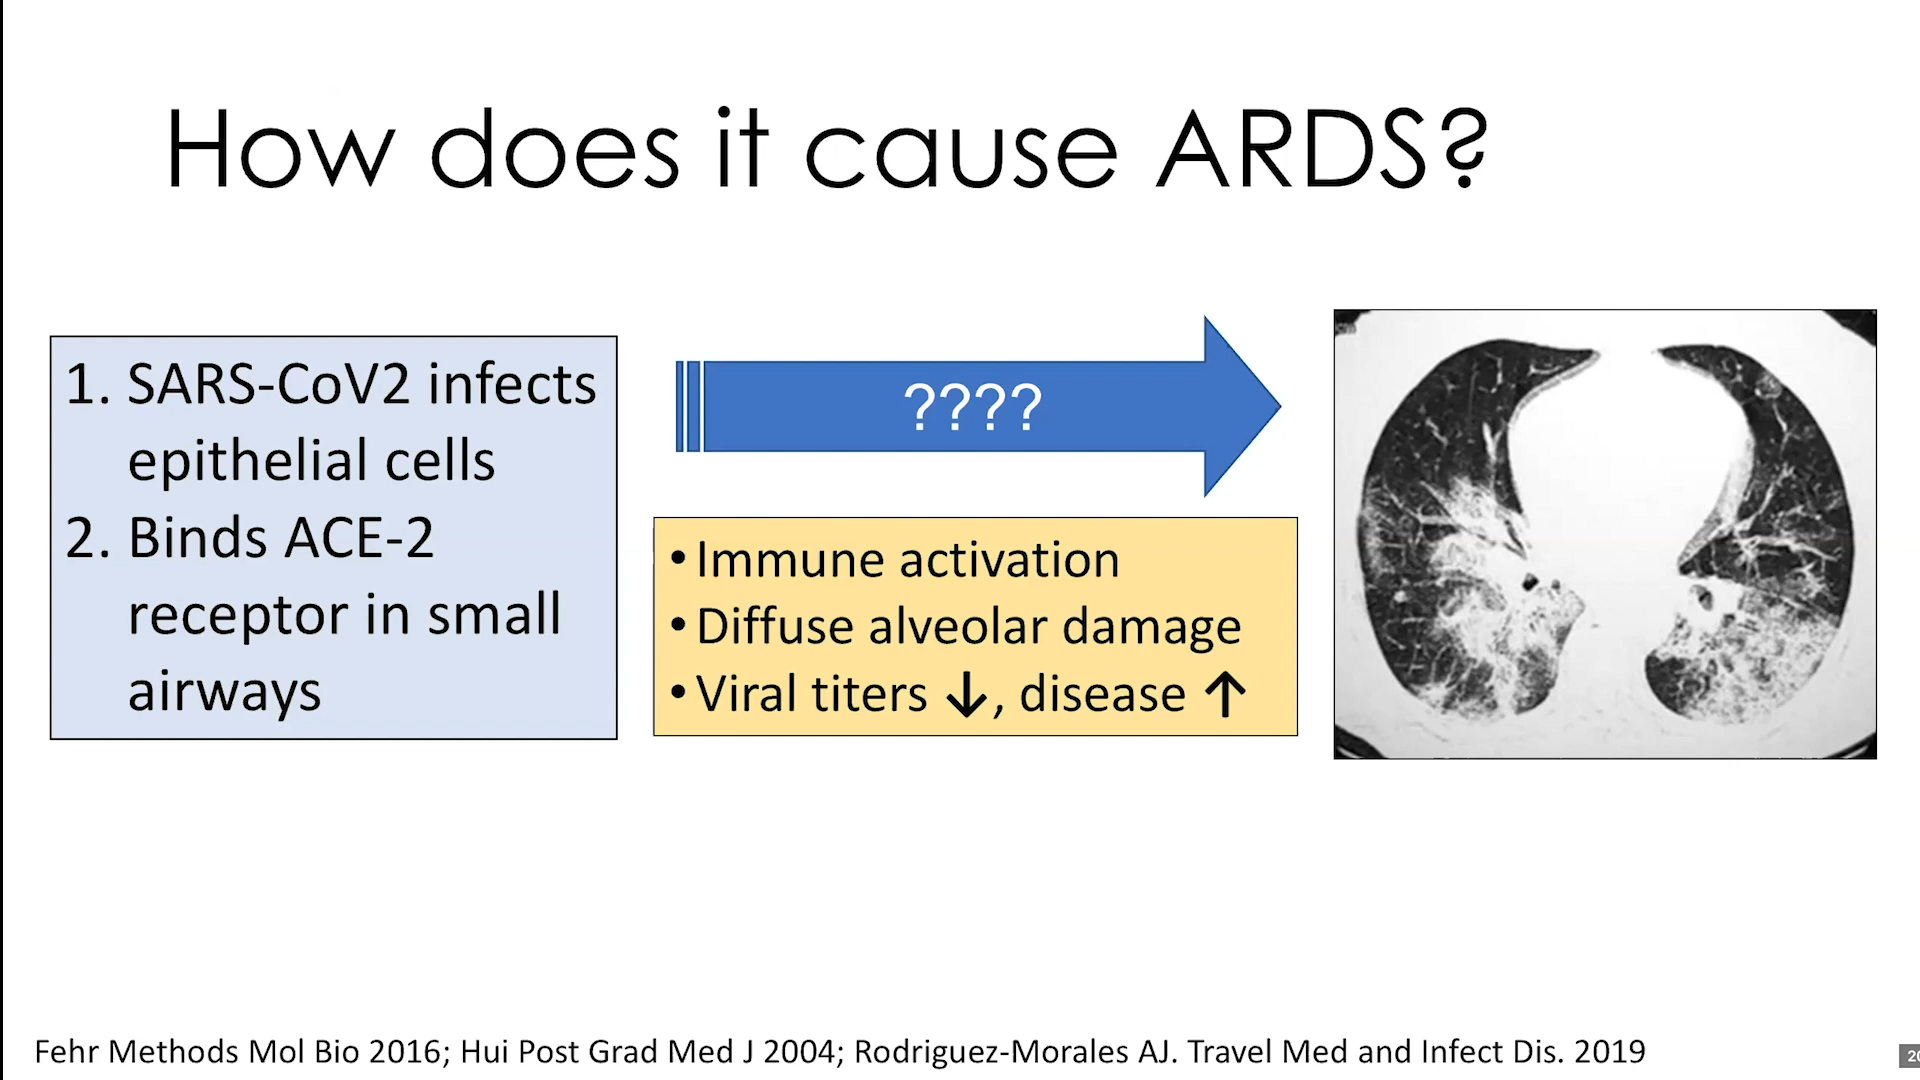 How does it cause ARDS?
1. SARS-CoV2 infects
epithelial cells
2. Binds ACE-2
receptor in small
airways
????
• Immune activation
• Diffuse alveolar damage
• Viral titers ↓, disease ↑
Fehr Methods Mol Bio 2016; Hui Post Grad Med J 2004; Rodriguez-Morales AJ. Travel Med and Infect Dis. 2019